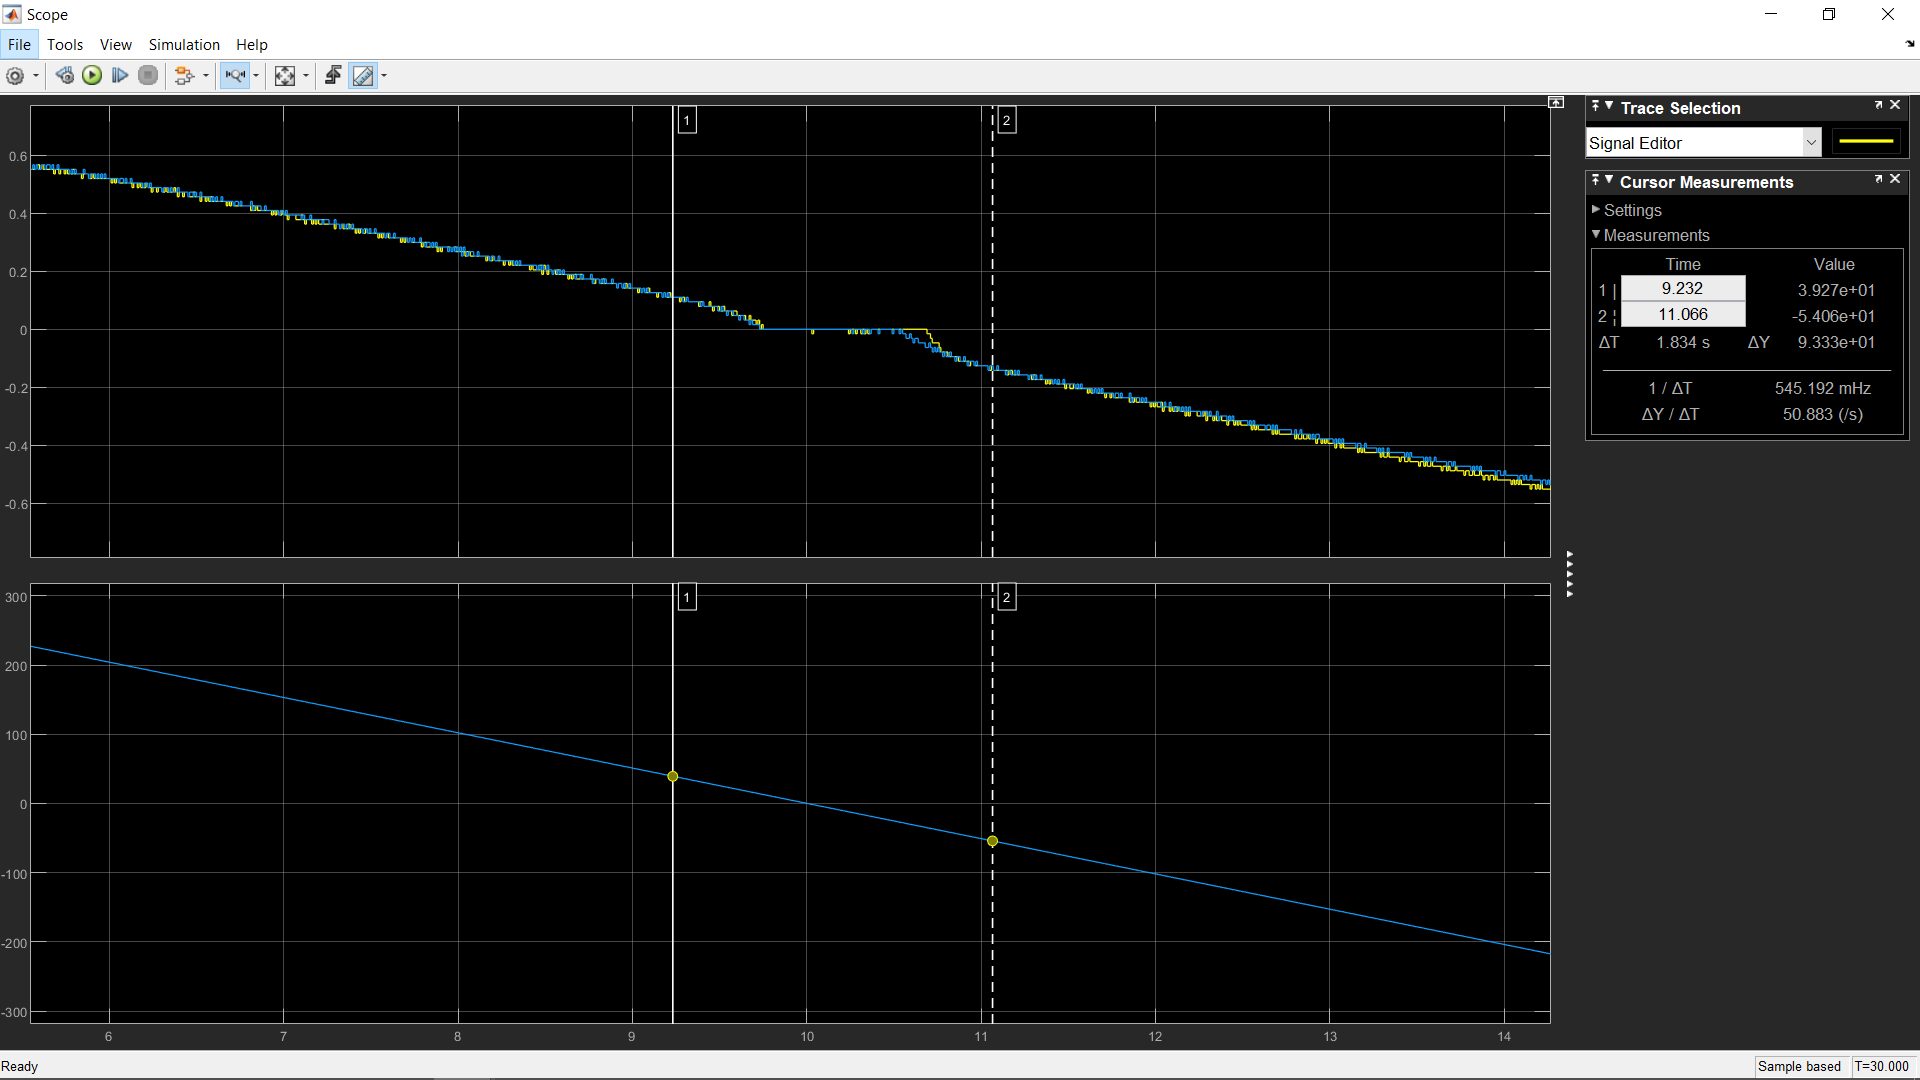 Scope
File Tools View Simulation Help
1
2
0.6
0.4
0.2
0
-0.2
-0.4
-0.6
1
2
300
200
100
0
-100
-200
-300
6 7 8 9 10 11 12 13 14
Trace Selection
Signal Editor
Cursor Measurements
Settings
Measurements
Time Value
1 | 9.232 3.927e+01
2 ¦ 11.066 -5.406e+01
ΔT 1.834 s ΔY 9.333e+01
1 / ΔT 545.192 mHz
ΔY / ΔT 50.883 (/s)
Ready Sample based T=30.000